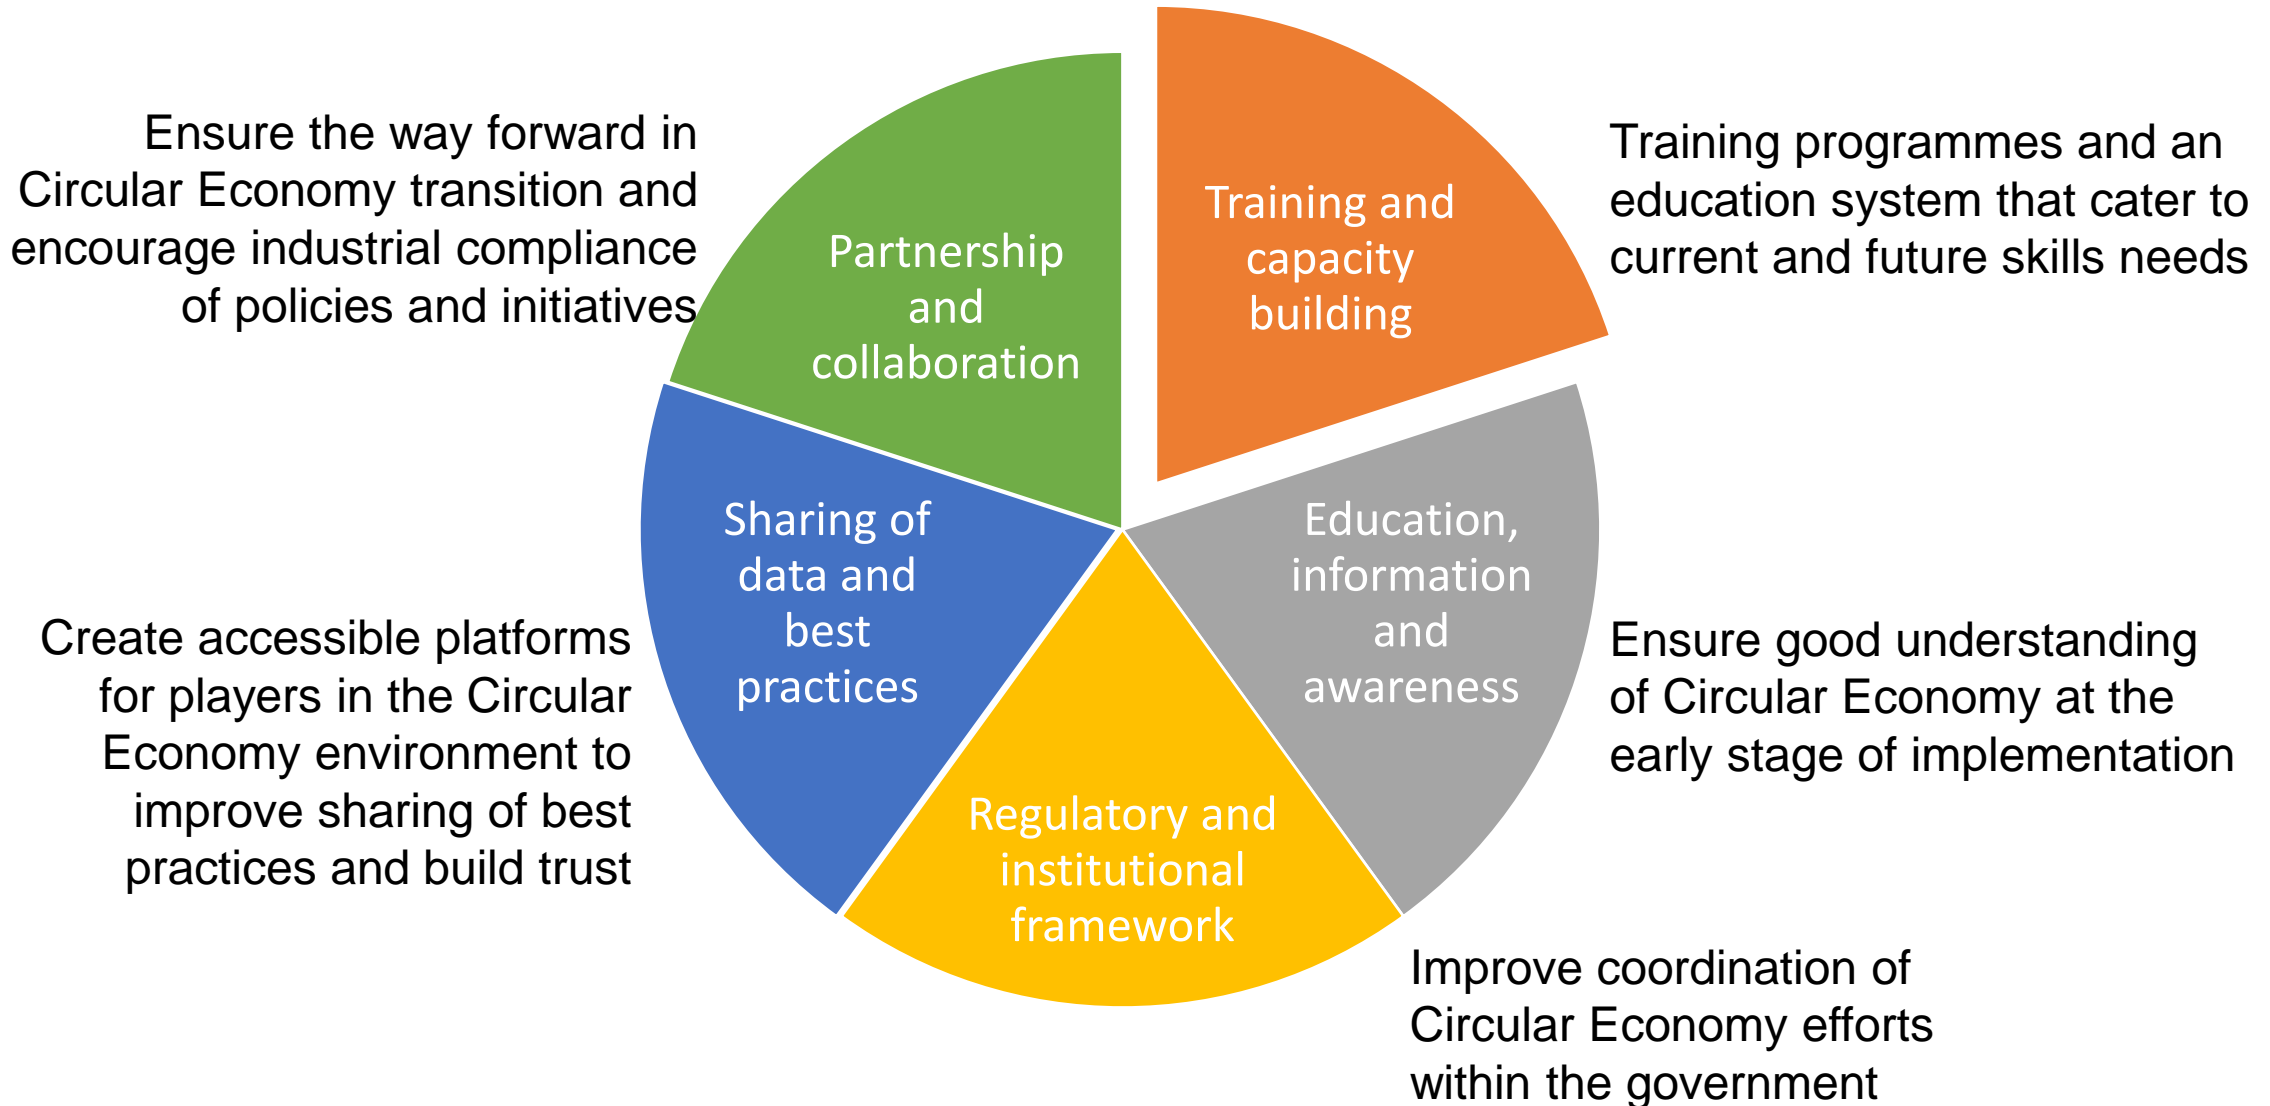 Ensure the way forward in
Circular Economy transition and
encourage industrial compliance
of policies and initiatives
Partnership
and
collaboration
Training and
capacity
building
Training programmes and an
education system that cater to
current and future skills needs
Sharing of
data and
best
practices
Create accessible platforms
for players in the Circular
Economy environment to
improve sharing of best
practices and build trust
Education,
information
and
awareness
Ensure good understanding
of Circular Economy at the
early stage of implementation
Regulatory and
institutional
framework
Improve coordination of
Circular Economy efforts
within the government